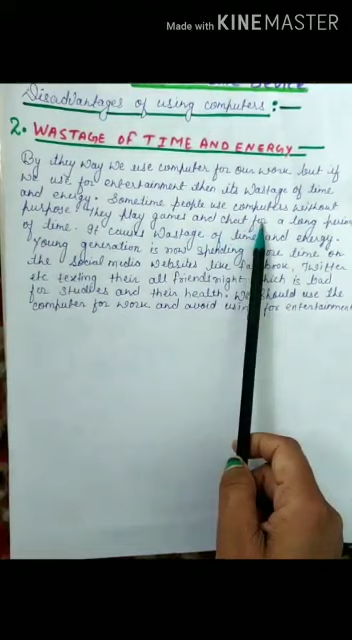 Made with KINEMASTER
Disadvantages of using computers :-
2. WASTAGE OF TIME AND ENERGY
By they way we use computer for our work but if
we use for entertainment then its wastage of time
and energy. Sometime people use computers without
purpose They play games and chat for a long
of time. It causes wastage of time and energy.
Young generation is now spending more time on
the social media websites like Facebook, Twitter
etc texting their all friends night which is bad
for studies and their health. We should use the
computer for work and avoid using for entertainment